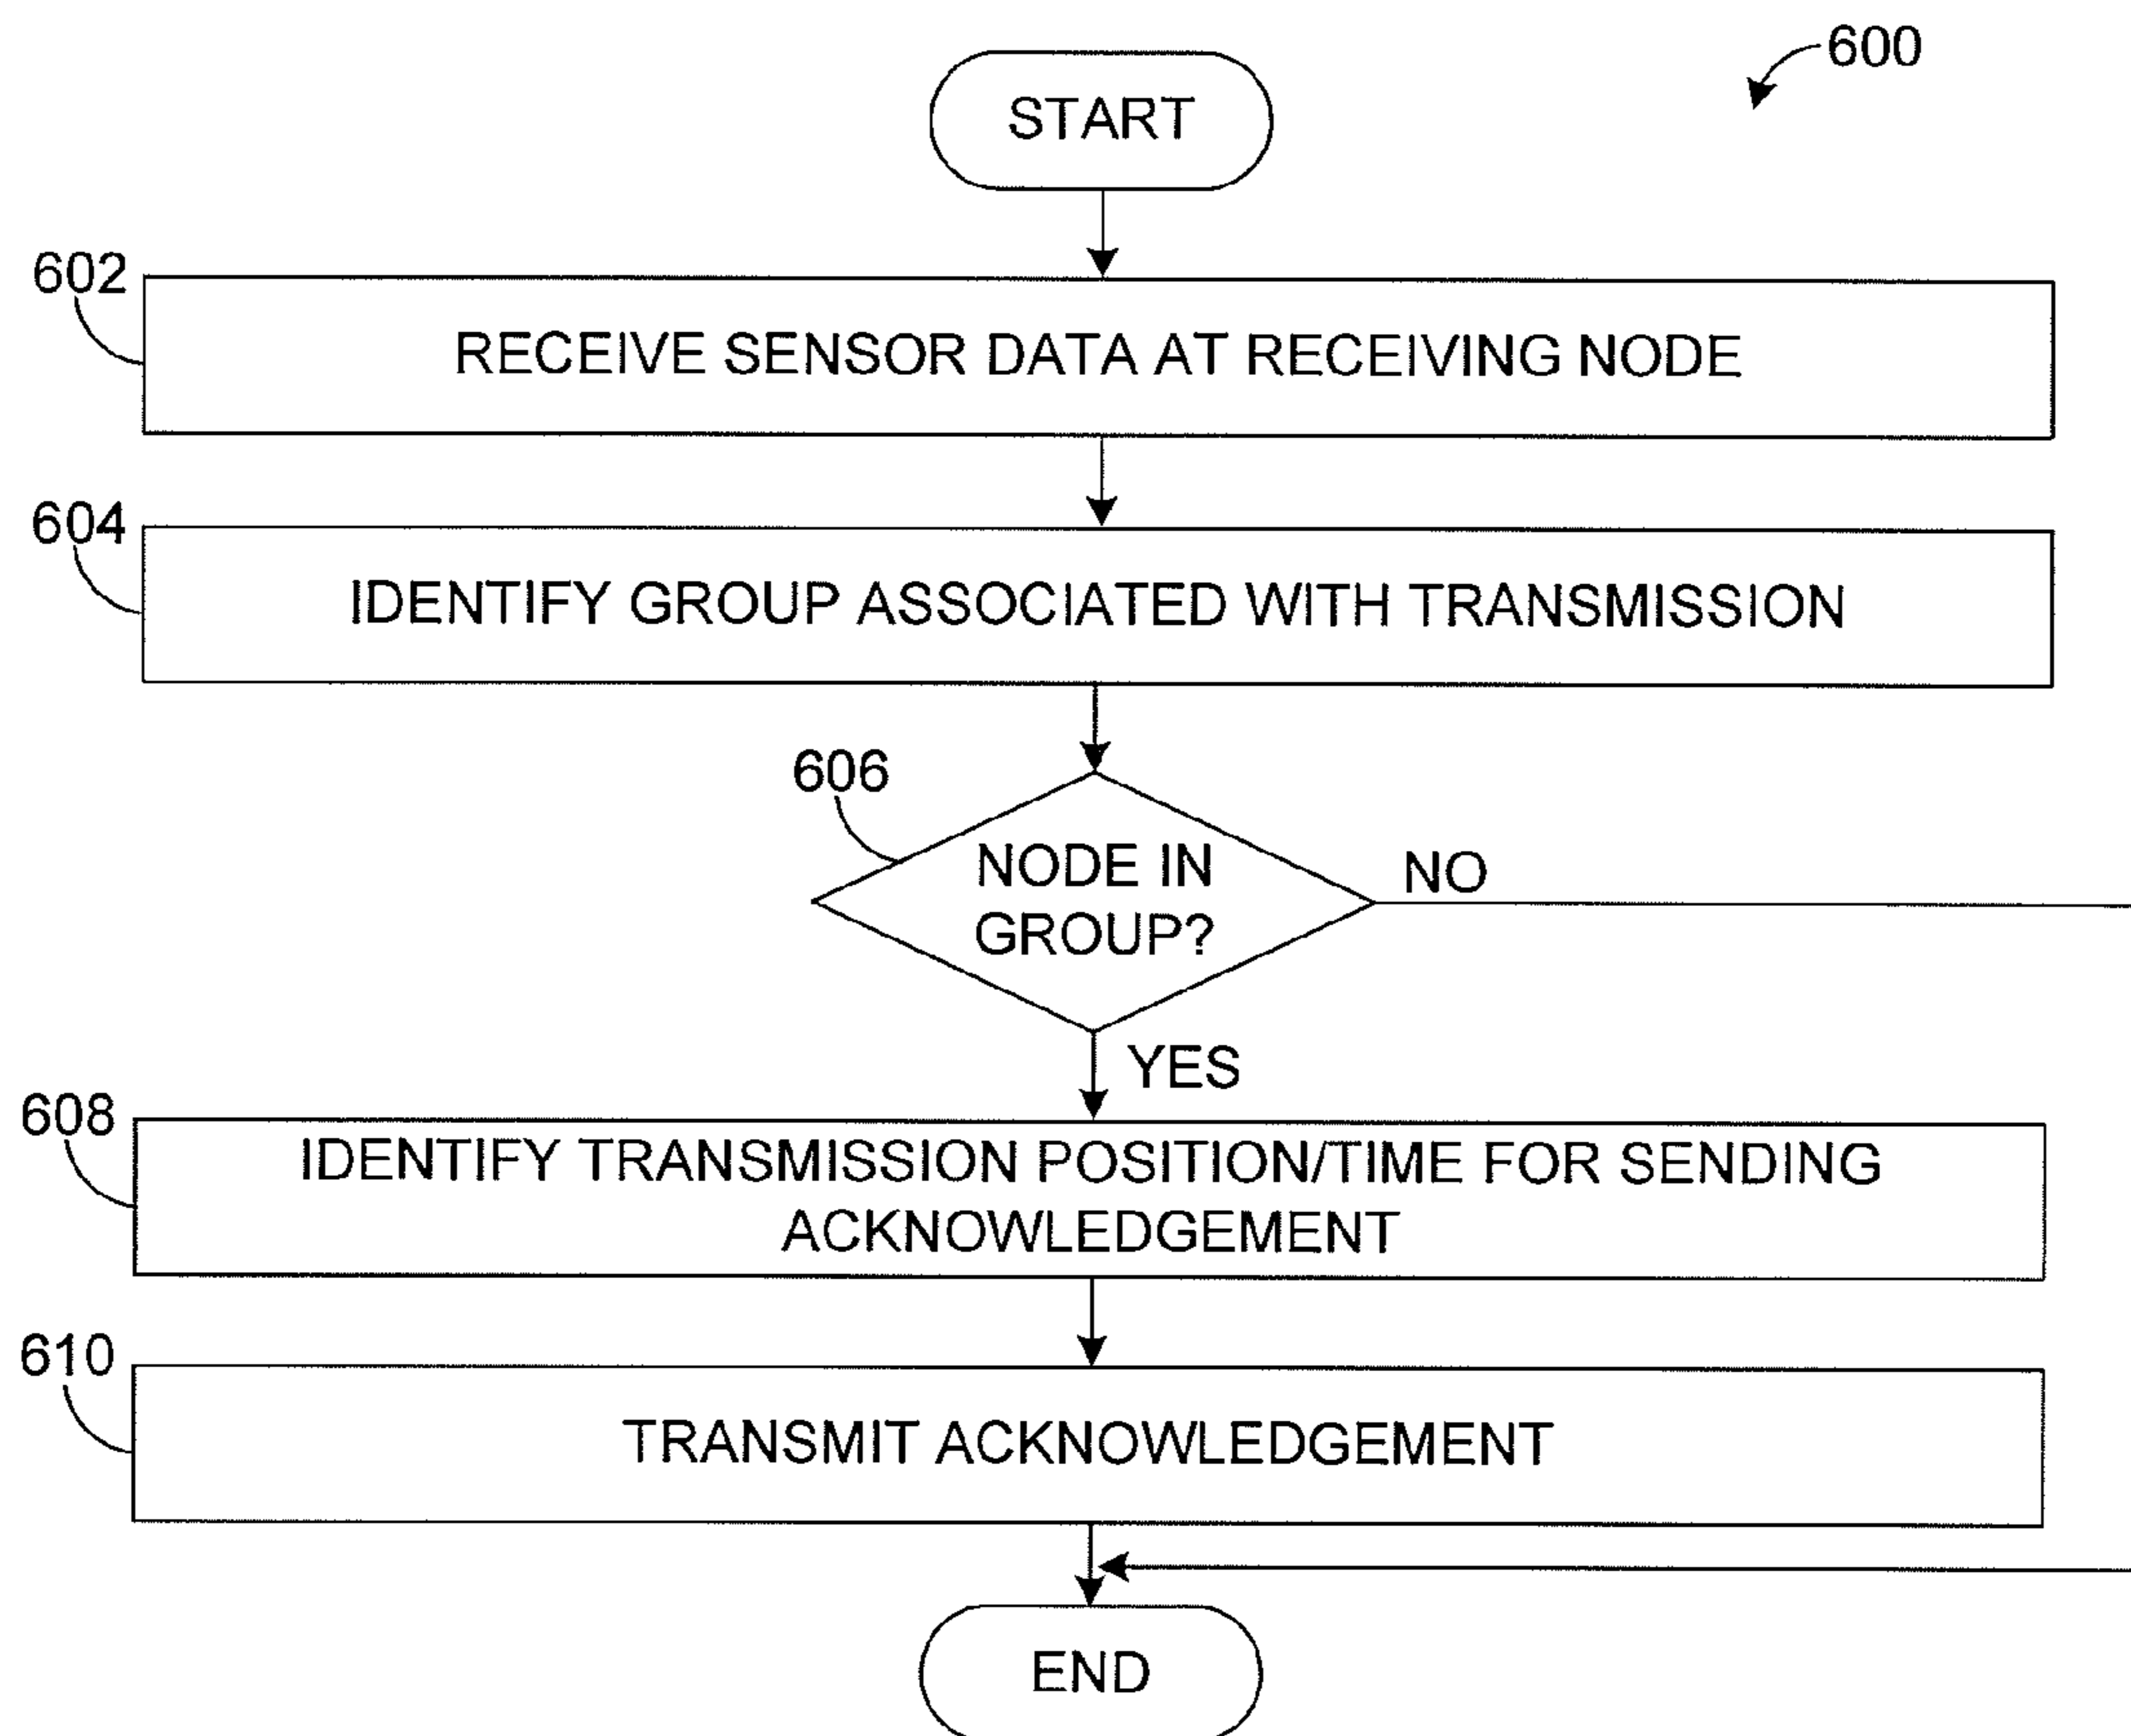 600
START
602
RECEIVE SENSOR DATA AT RECEIVING NODE
604
IDENTIFY GROUP ASSOCIATED WITH TRANSMISSION
606
NODE IN
GROUP?
NO
YES
608
IDENTIFY TRANSMISSION POSITION/TIME FOR SENDING
ACKNOWLEDGEMENT
610
TRANSMIT ACKNOWLEDGEMENT
END